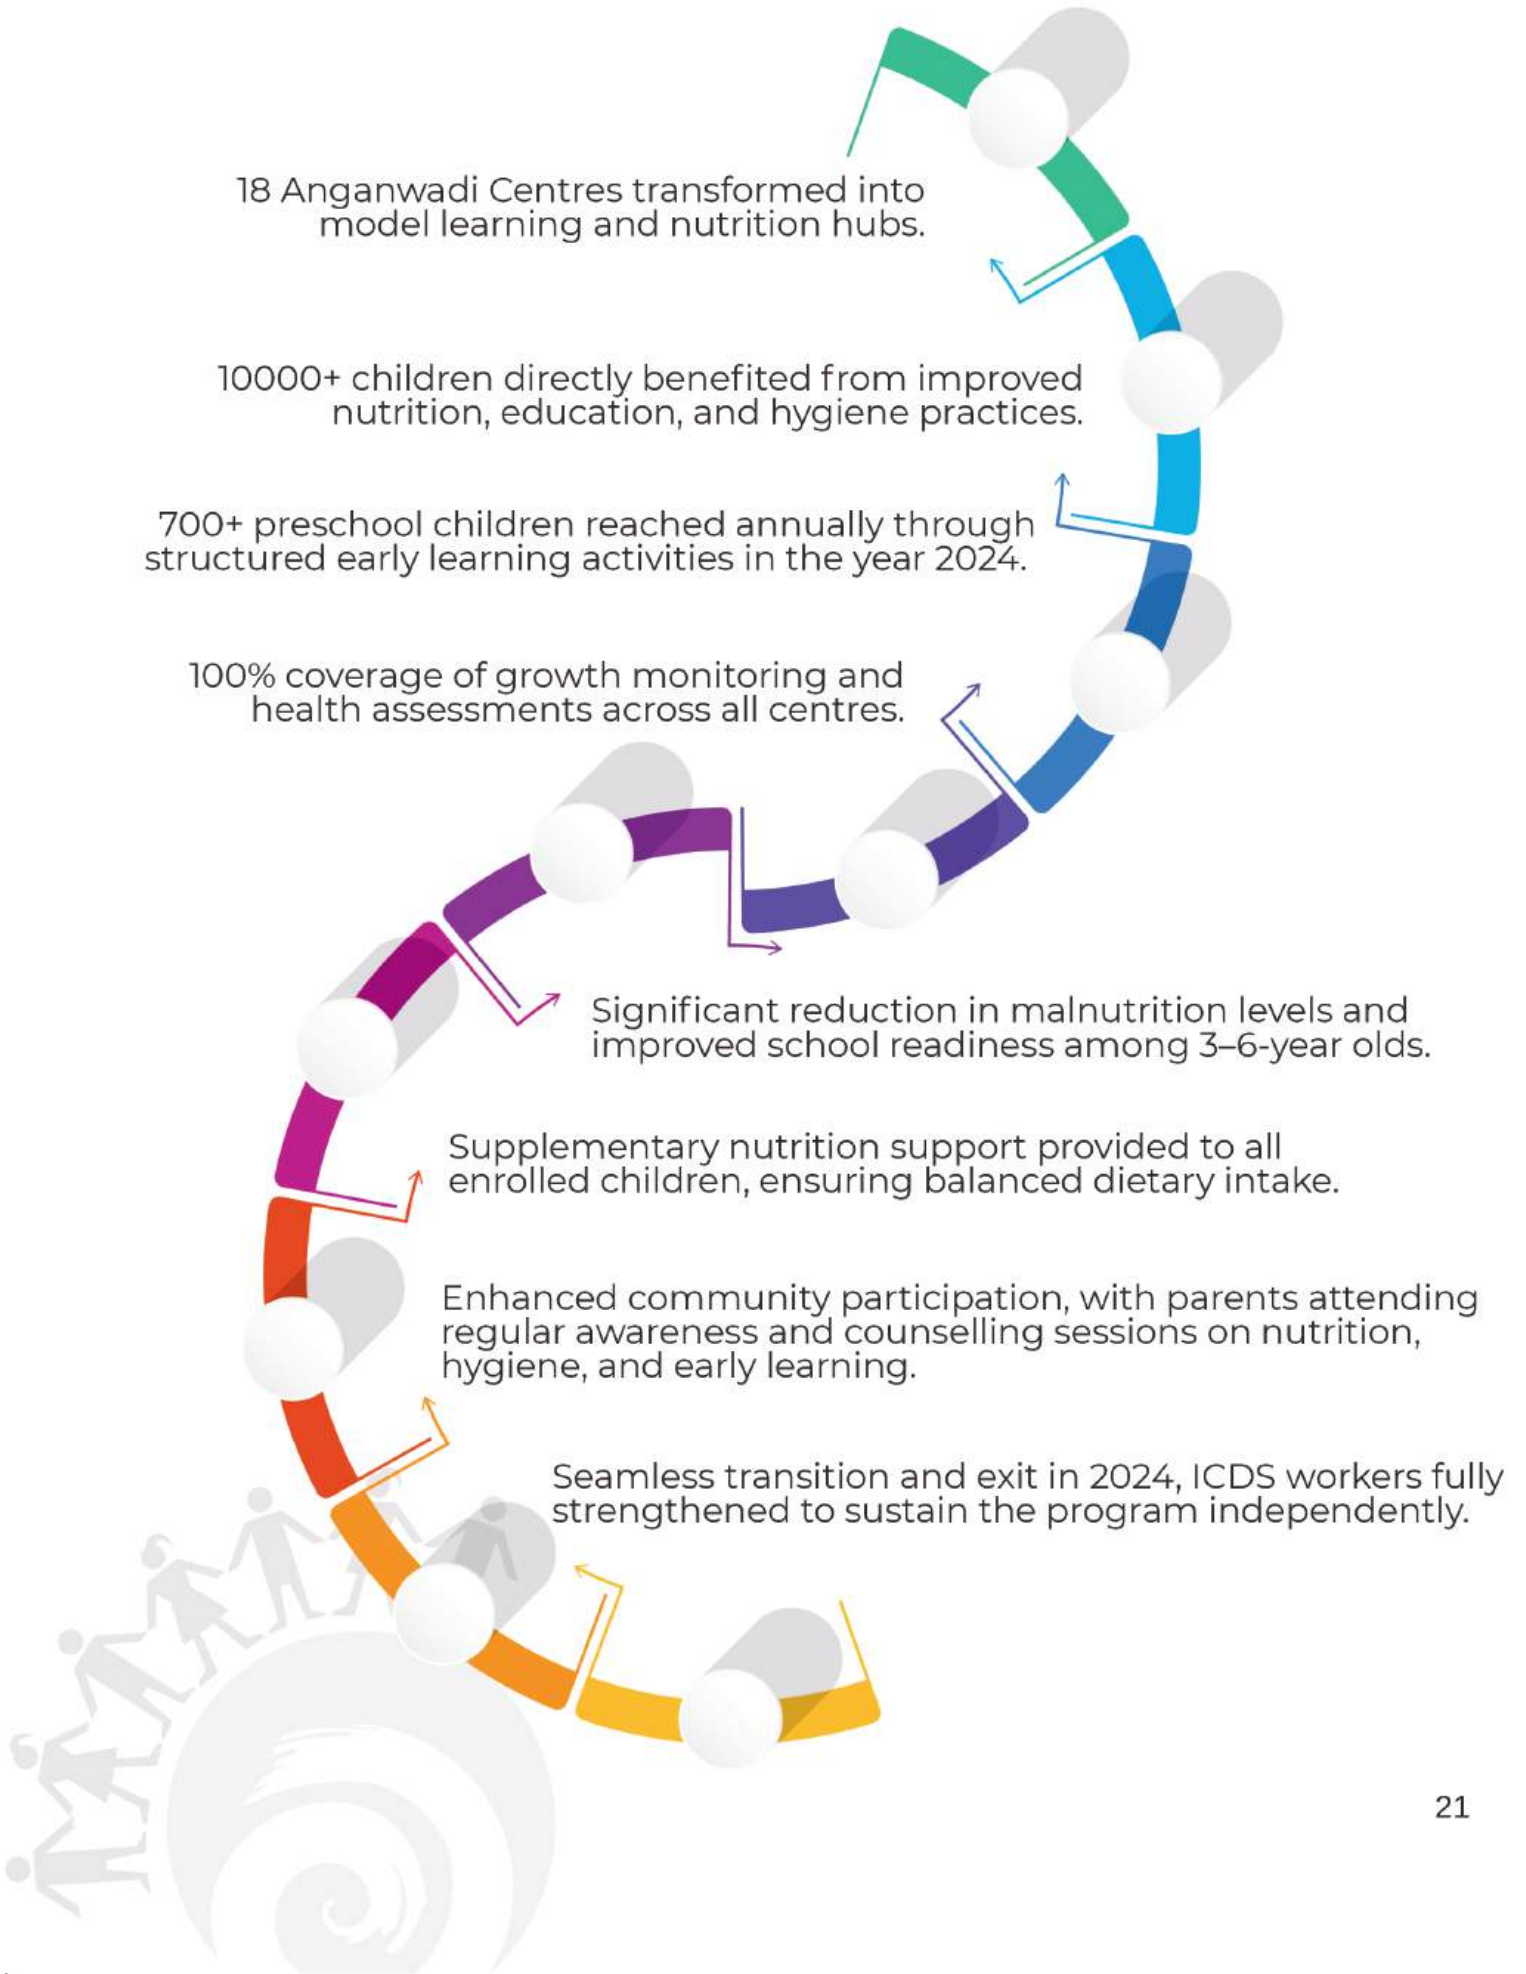 18 Anganwadi Centres transformed into
model learning and nutrition hubs.
10000+ children directly benefited from improved
nutrition, education, and hygiene practices.
700+ preschool children reached annually through
structured early learning activities in the year 2024.
100% coverage of growth monitoring and
health assessments across all centres.
Significant reduction in malnutrition levels and
improved school readiness among 3–6-year olds.
Supplementary nutrition support provided to all
enrolled children, ensuring balanced dietary intake.
Enhanced community participation, with parents attending
regular awareness and counselling sessions on nutrition,
hygiene, and early learning.
Seamless transition and exit in 2024, ICDS workers fully
strengthened to sustain the program independently.
21